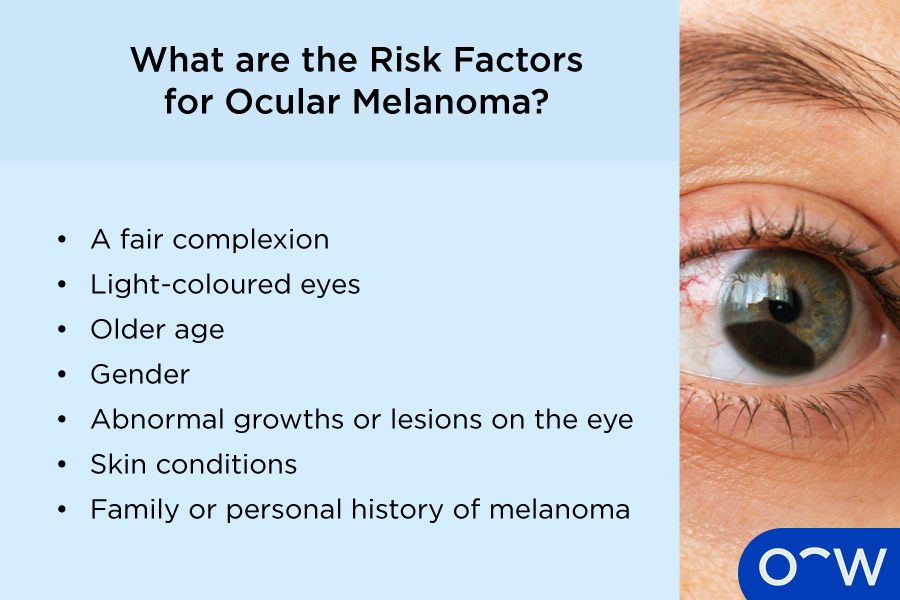 What are the Risk Factors
for Ocular Melanoma?
• A fair complexion
• Light-coloured eyes
• Older age
• Gender
• Abnormal growths or lesions on the eye
• Skin conditions
• Family or personal history of melanoma
OW